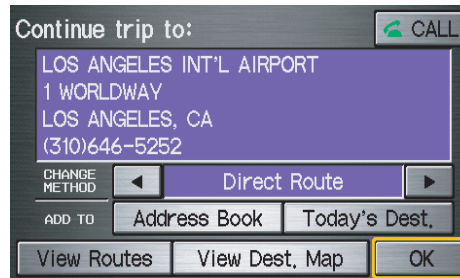 Continue trip to:
CALL
LOS ANGELES INT'L AIRPORT
1 WORLDWAY
LOS ANGELES, CA
(310)646-5252
CHANGE METHOD
Direct Route
ADD TO
Address Book
Today's Dest.
View Routes
View Dest. Map
OK